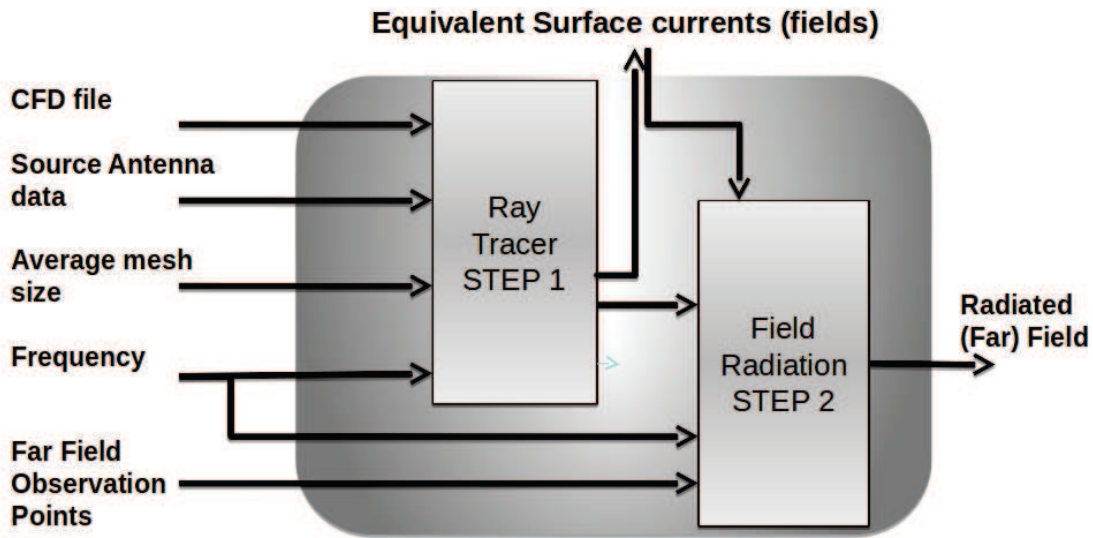 Equivalent Surface currents (fields)
CFD file
Source Antenna
data
Average mesh
size
Frequency
Far Field
Observation
Points
Ray
Tracer
STEP 1
Field
Radiation
STEP 2
Radiated
(Far) Field